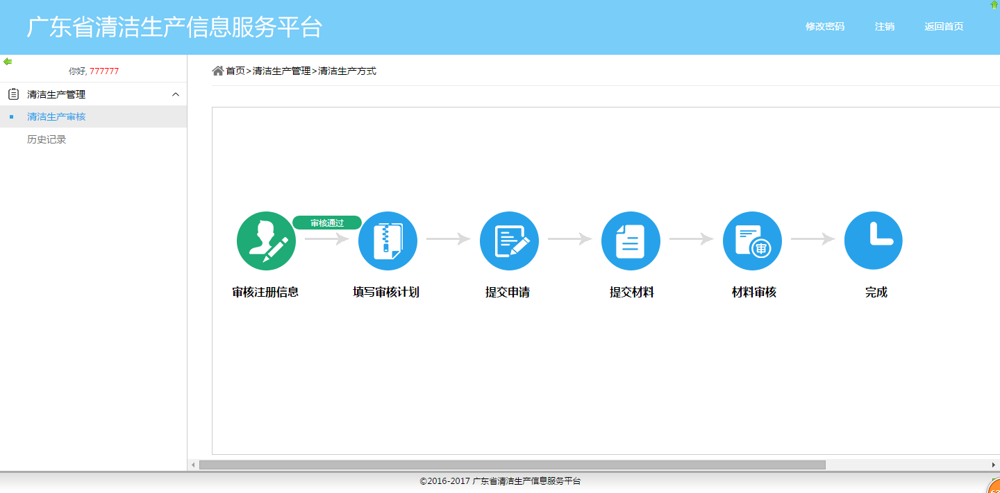 广东省清洁生产信息服务平台
修改密码 注销 返回首页
你好, 777777
首页>清洁生产管理>清洁生产方式
清洁生产管理
清洁生产审核
历史记录
审核通过
审
审核注册信息 填写审核计划 提交申请 提交材料 材料审核 完成
©2016-2017 广东省清洁生产信息服务平台